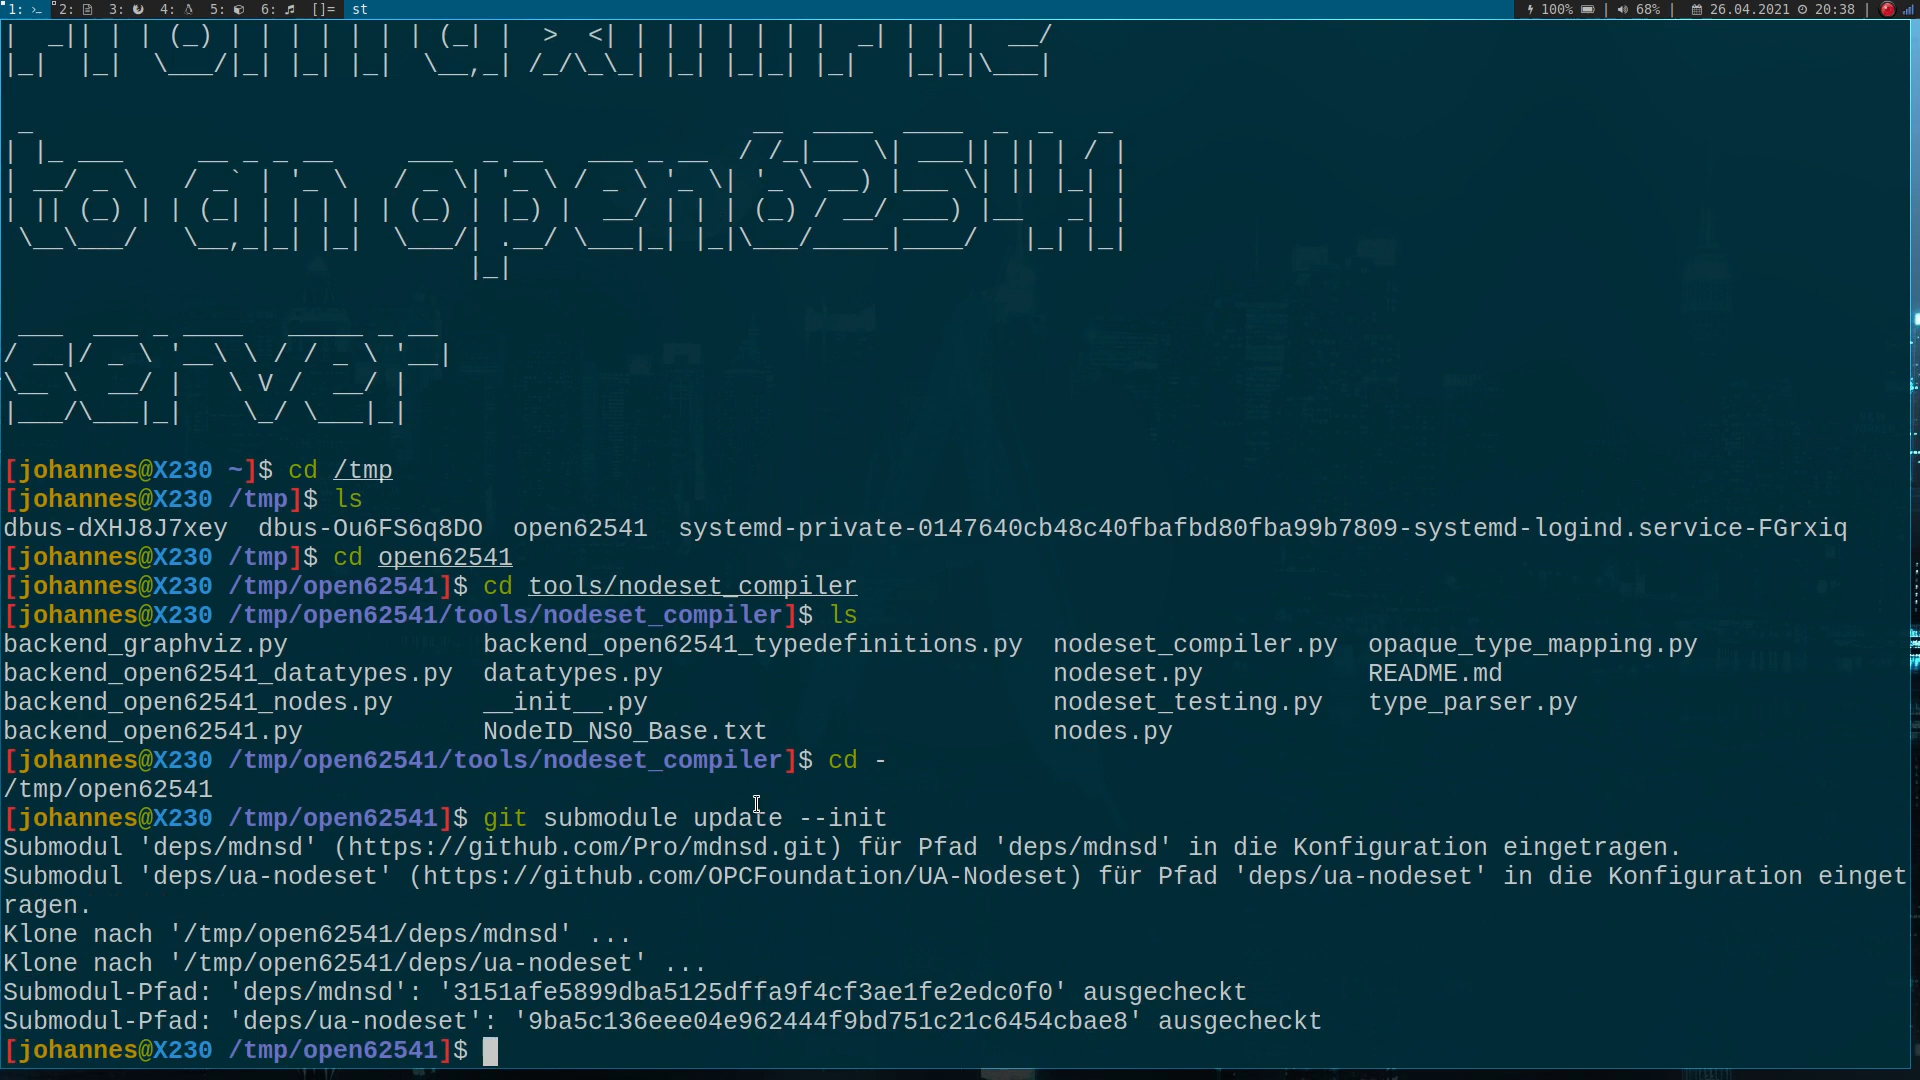 1: 2: 3: 4: 5: 6: []= st 100% | 68% | 26.04.2021 20:38 |
to an open62541
server
[johannes@X230 ~]$ cd /tmp
[johannes@X230 /tmp]$ ls
dbus-dXHJ8J7xey  dbus-Ou6FS6q8DO  open62541  systemd-private-0147640cb48c40fbafbd80fba99b7809-systemd-logind.service-FGrxiq
[johannes@X230 /tmp]$ cd open62541
[johannes@X230 /tmp/open62541]$ cd tools/nodeset_compiler
[johannes@X230 /tmp/open62541/tools/nodeset_compiler]$ ls
backend_graphviz.py             backend_open62541_typedefinitions.py  nodeset_compiler.py  opaque_type_mapping.py
backend_open62541_datatypes.py  datatypes.py                          nodeset.py           README.md
backend_open62541_nodes.py      __init__.py                           nodeset_testing.py   type_parser.py
backend_open62541.py            NodeID_NS0_Base.txt                   nodes.py
[johannes@X230 /tmp/open62541/tools/nodeset_compiler]$ cd -
/tmp/open62541
[johannes@X230 /tmp/open62541]$ git submodule update --init
Submodul 'deps/mdnsd' (https://github.com/Pro/mdnsd.git) für Pfad 'deps/mdnsd' in die Konfiguration eingetragen.
Submodul 'deps/ua-nodeset' (https://github.com/OPCFoundation/UA-Nodeset) für Pfad 'deps/ua-nodeset' in die Konfiguration einget
ragen.
Klone nach '/tmp/open62541/deps/mdnsd' ...
Klone nach '/tmp/open62541/deps/ua-nodeset' ...
Submodul-Pfad: 'deps/mdnsd': '3151afe5899dba5125dffa9f4cf3ae1fe2edc0f0' ausgecheckt
Submodul-Pfad: 'deps/ua-nodeset': '9ba5c136eee04e962444f9bd751c21c6454cbae8' ausgecheckt
[johannes@X230 /tmp/open62541]$